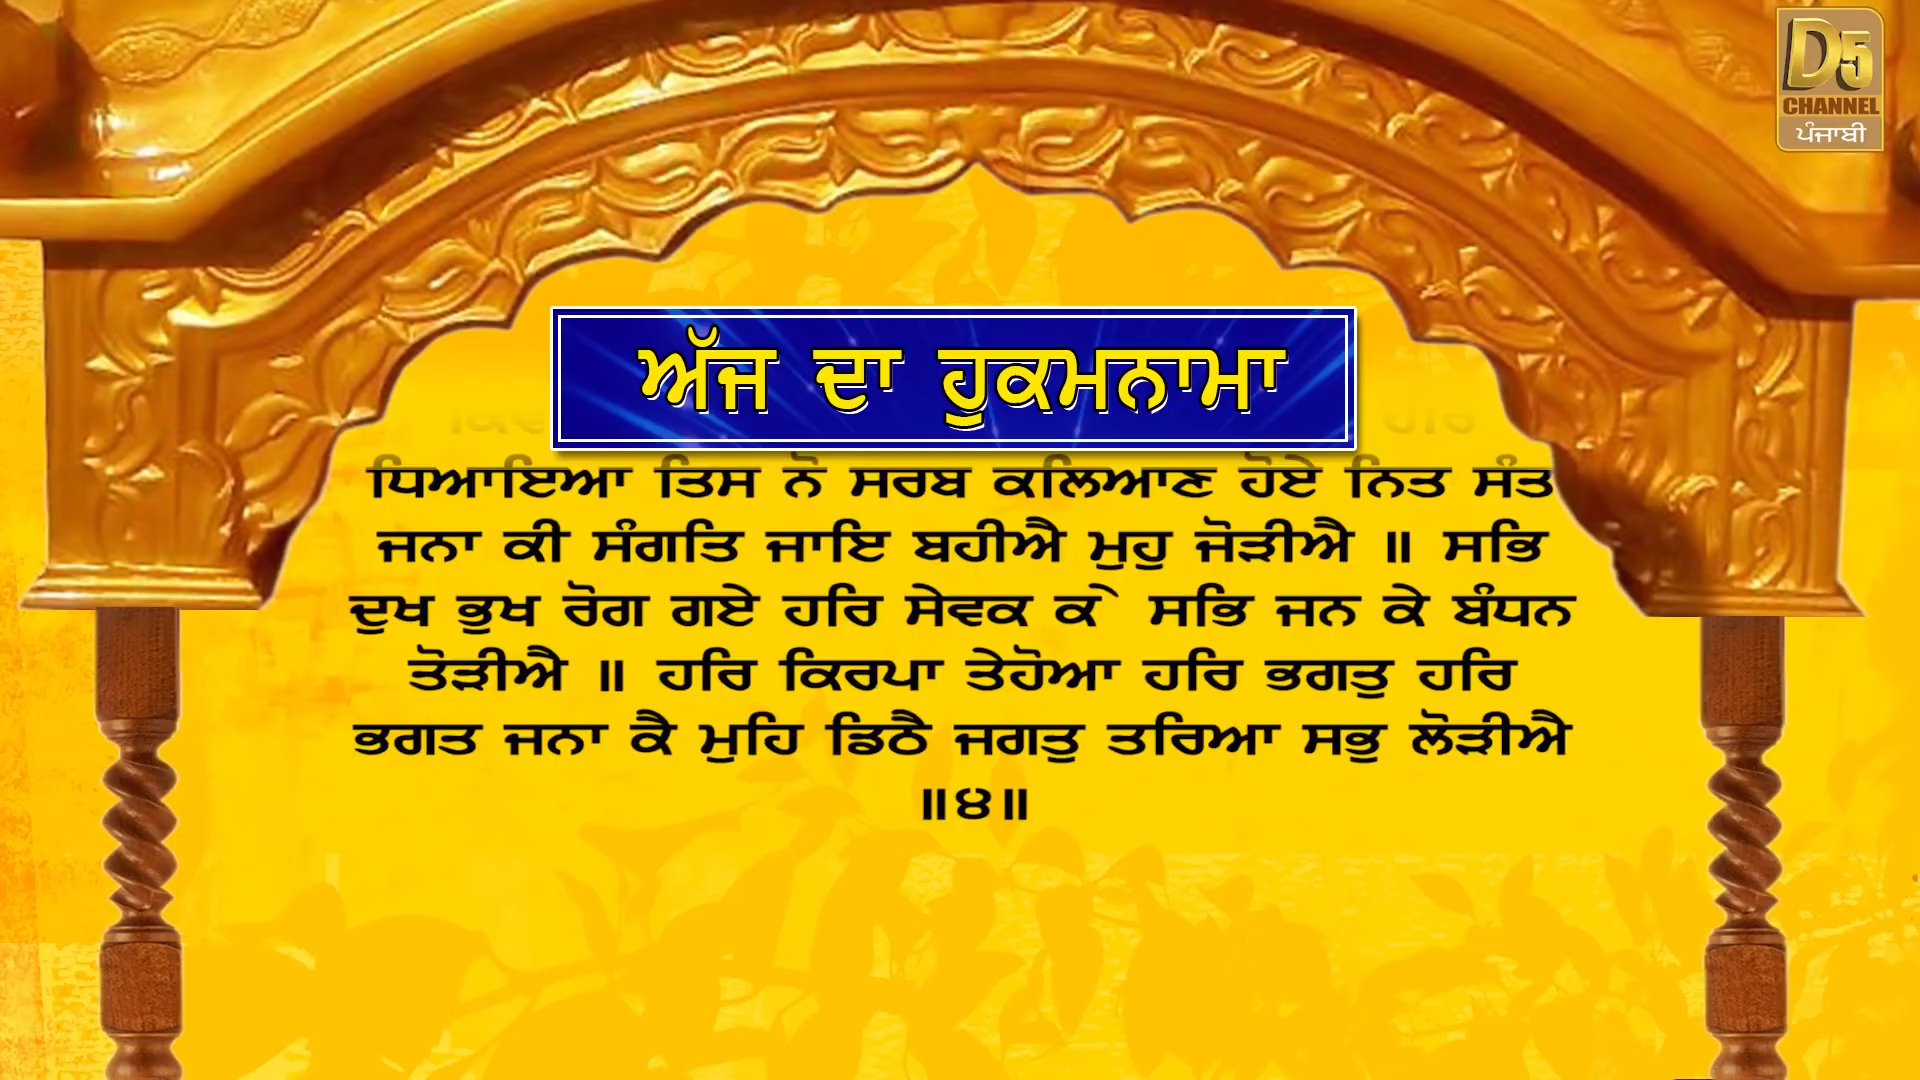 D5
CHANNEL
ਪੰਜਾਬੀ
ਅੱਜ ਦਾ ਹੁਕਮਨਾਮਾ
ਧਿਆਇਆ ਤਿਸ ਨੋ ਸਰਬ ਕਲਿਆਣ ਹੋਏ ਨਿਤ ਸੰਤ
ਜਨਾ ਕੀ ਸੰਗਤਿ ਜਾਇ ਬਹੀਐ ਮੁਹੁ ਜੋੜੀਐ ॥ ਸਭਿ
ਦੁਖ ਭੁਖ ਰੋਗ ਗਏ ਹਰਿ ਸੇਵਕ ਕੇ ਸਭਿ ਜਨ ਕੇ ਬੰਧਨ
ਤੋੜੀਐ ॥ ਹਰਿ ਕਿਰਪਾ ਤੇਹੋਆ ਹਰਿ ਭਗਤੁ ਹਰਿ
ਭਗਤ ਜਨਾ ਕੈ ਮੁਹਿ ਡਿਠੈ ਜਗਤੁ ਤਰਿਆ ਸਭੁ ਲੋੜੀਐ
॥੪॥